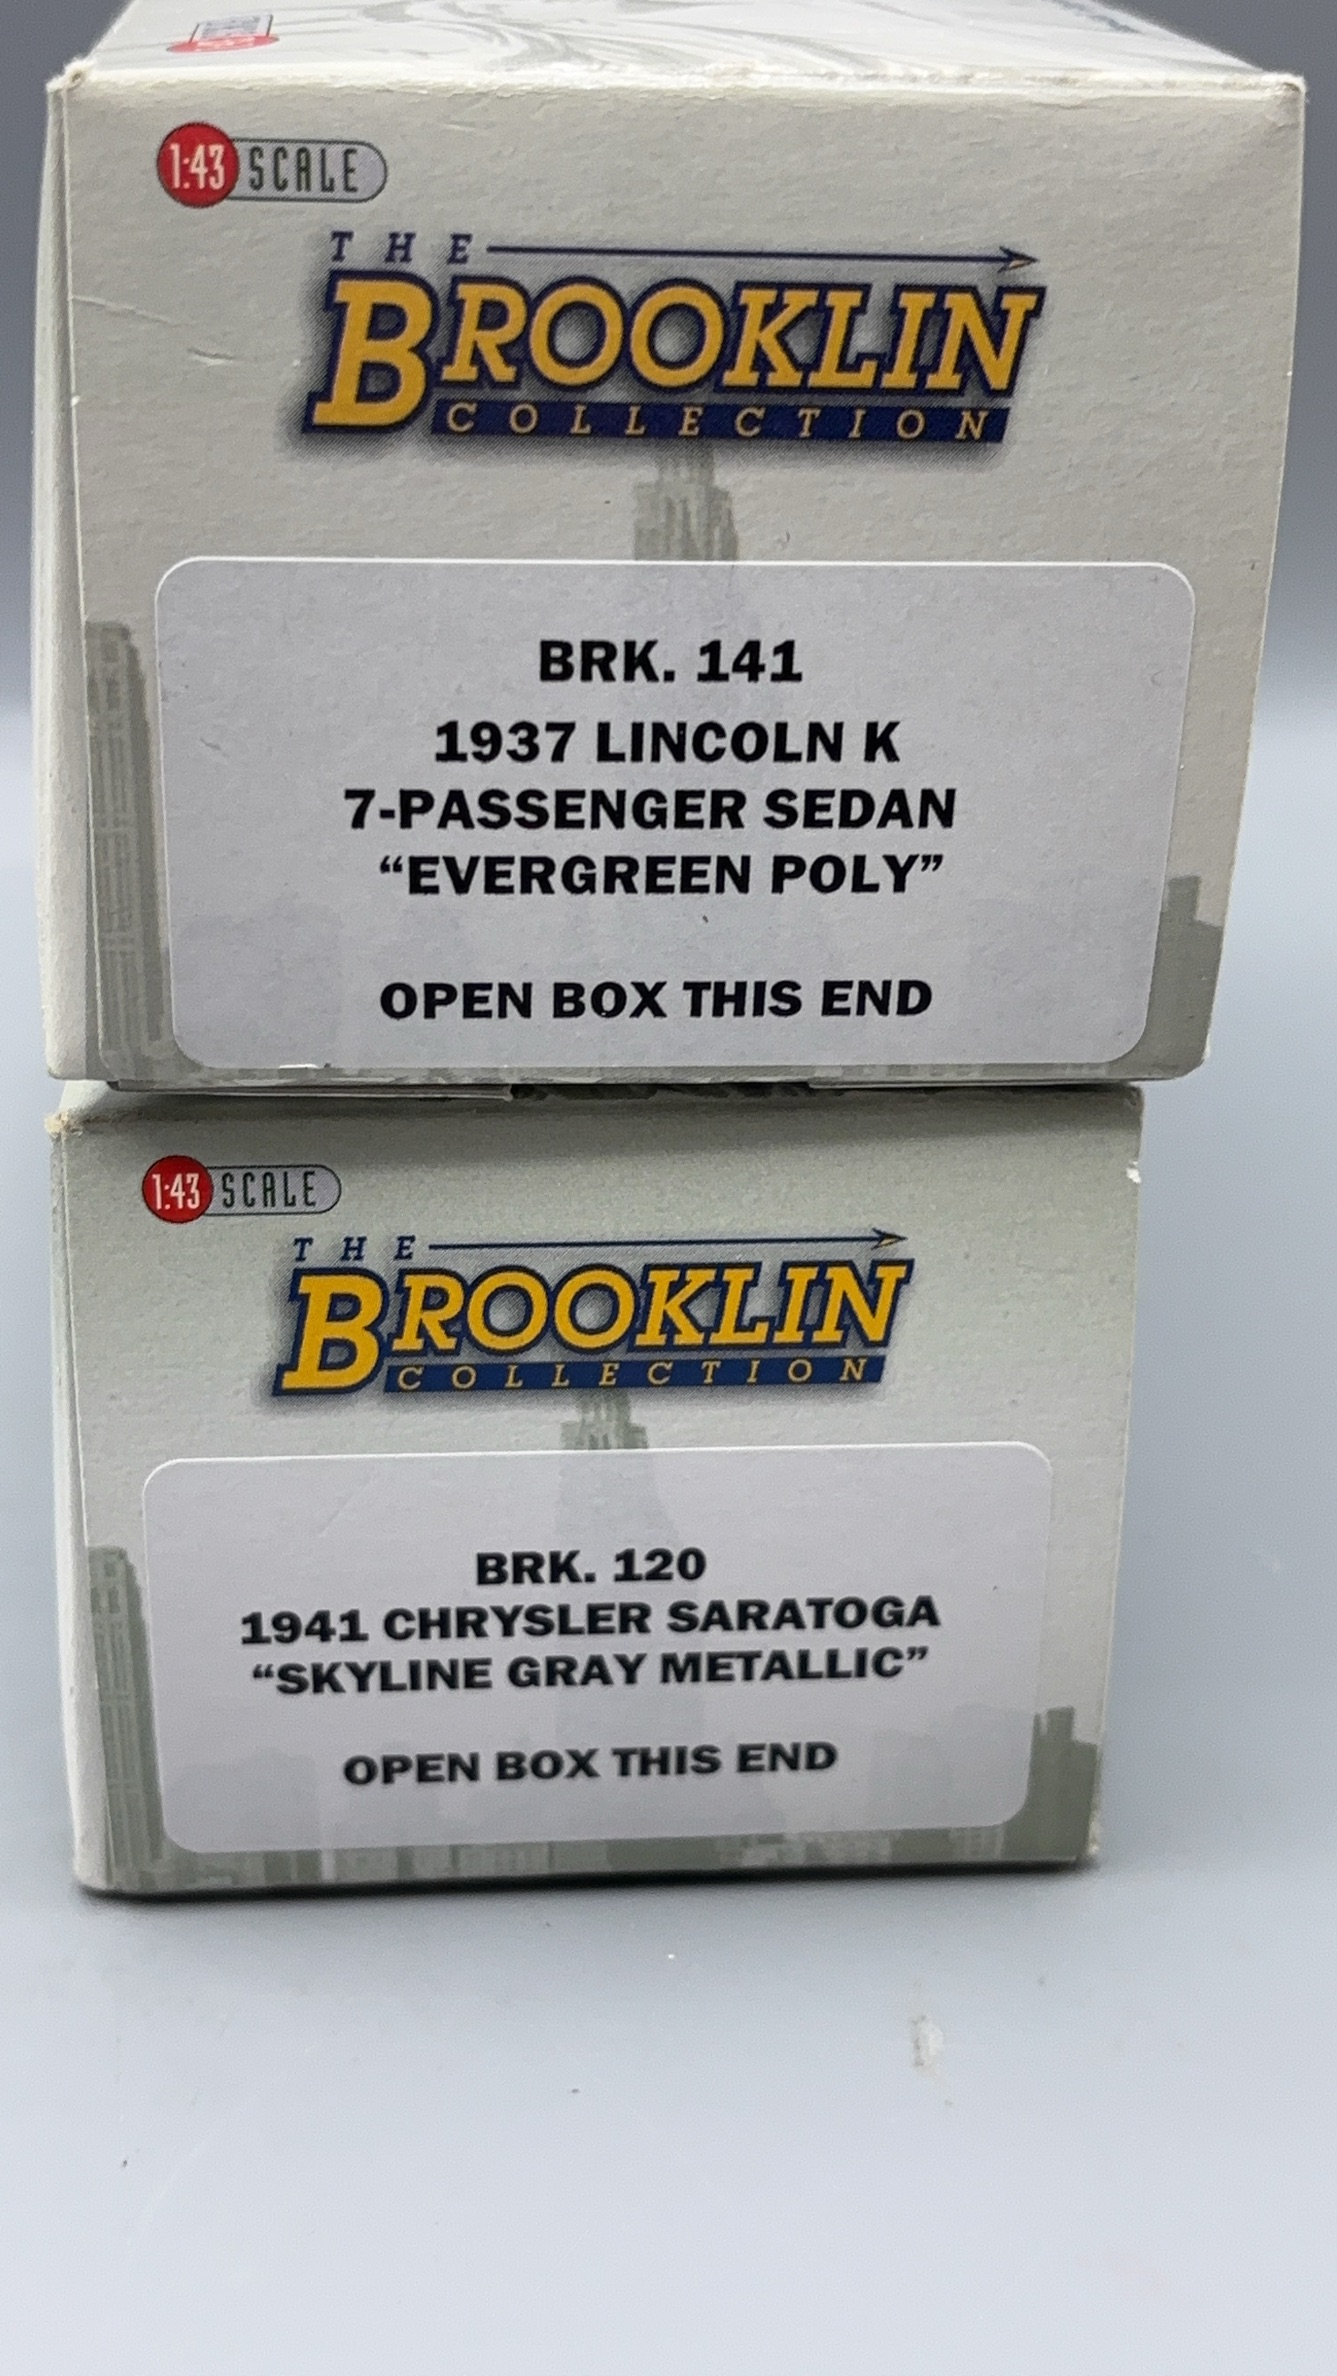 1:43 SCALE
THE
BROOKLIN
COLLECTION
BRK. 141
1937 LINCOLN K
7-PASSENGER SEDAN
“EVERGREEN POLY”
OPEN BOX THIS END
1:43 SCALE
THE
BROOKLIN
COLLECTION
BRK. 120
1941 CHRYSLER SARATOGA
“SKYLINE GRAY METALLIC”
OPEN BOX THIS END